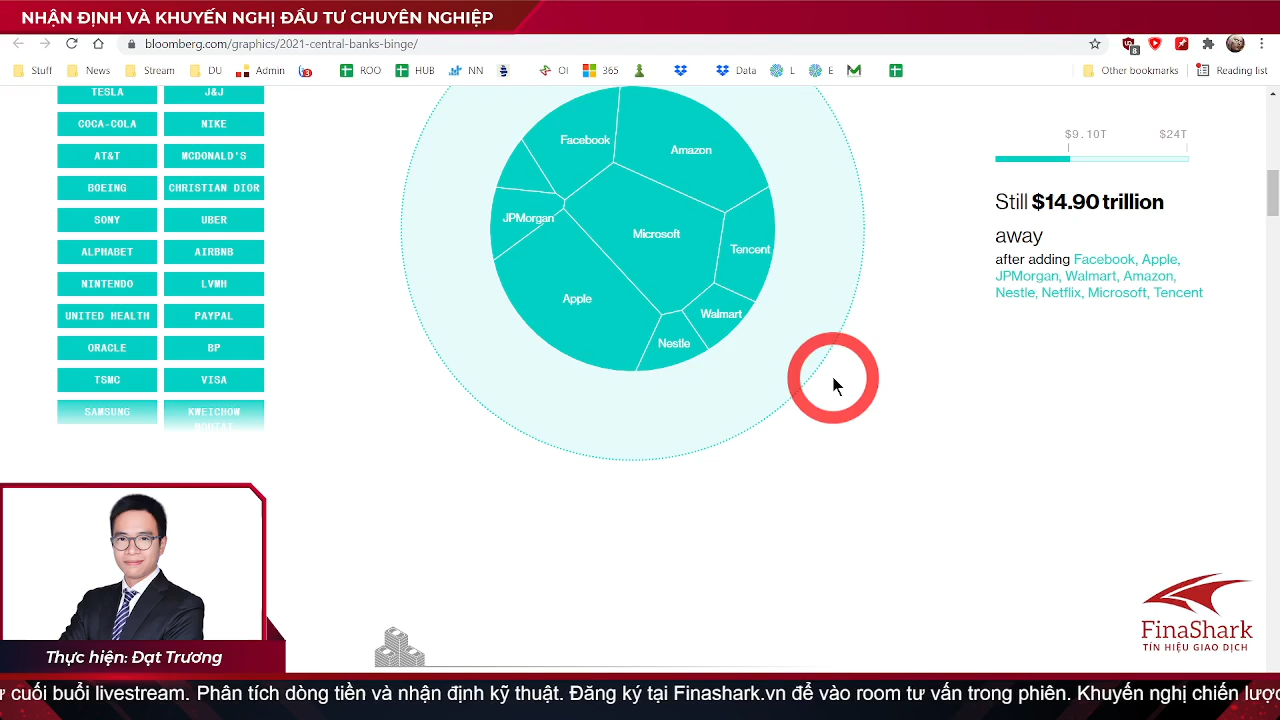 NHẬN ĐỊNH VÀ KHUYẾN NGHỊ ĐẦU TƯ CHUYÊN NGHIỆP
bloomberg.com/graphics/2021-central-banks-binge/
8
Stuff News Stream DU Admin ROO HUB NN OI 365 Data L E Other bookmarks Reading list
TESLA J&J
COCA-COLA NIKE
AT&T MCDONALD'S
BOEING CHRISTIAN DIOR
SONY UBER
ALPHABET AIRBNB
NINTENDO LVMH
UNITED HEALTH PAYPAL
ORACLE BP
TSMC VISA
SAMSUNG KWEICHOW
MOUTAI
Facebook
Amazon
JPMorgan
Microsoft
Tencent
Apple
Walmart
Nestle
$9.10T $24T
Still $14.90 trillion
away
after adding Facebook, Apple,
JPMorgan, Walmart, Amazon,
Nestle, Netflix, Microsoft, Tencent
FinaShark
TÍN HIỆU GIAO DỊCH
Thực hiện: Đạt Trương
ư cuối buổi livestream. Phân tích dòng tiền và nhận định kỹ thuật. Đăng ký tại Finashark.vn để vào room tư vấn trong phiên. Khuyến nghị chiến lược